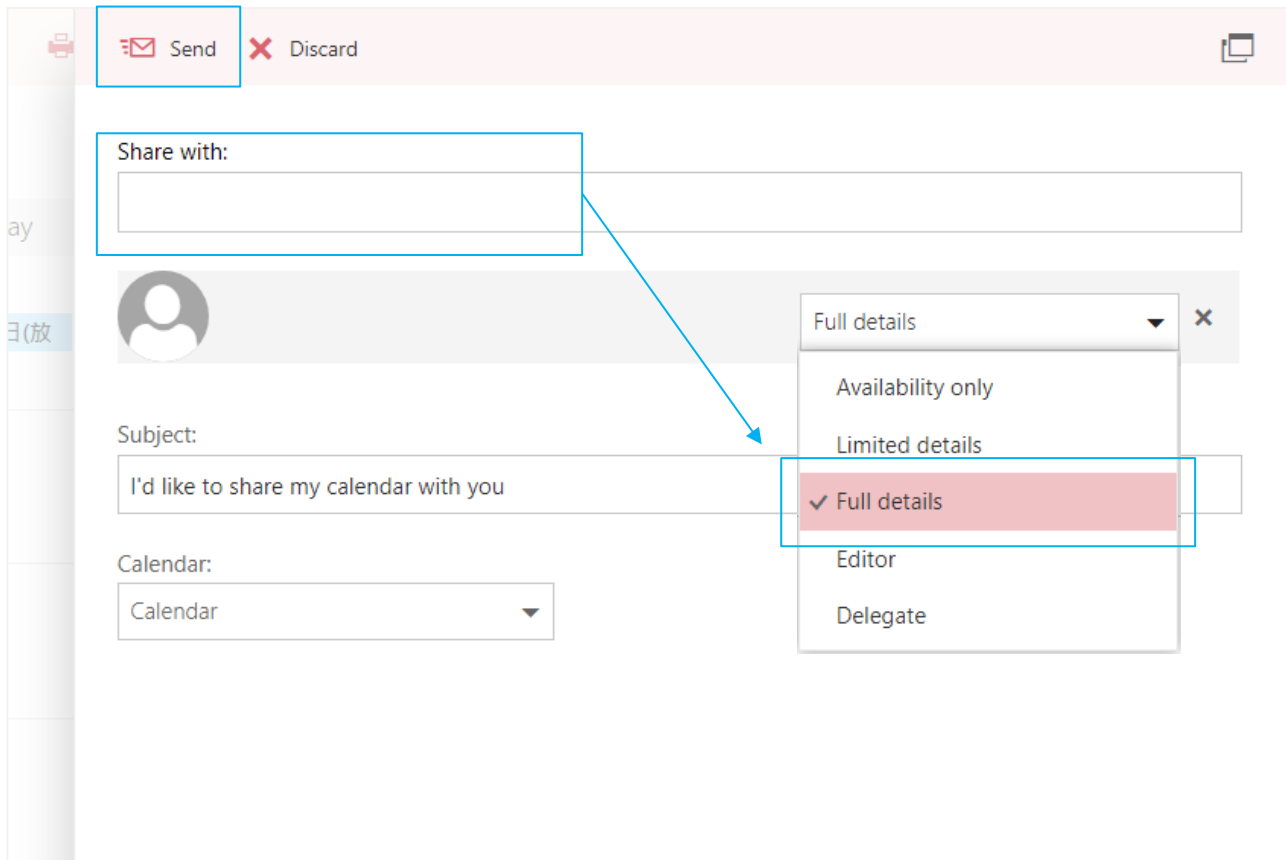 Send Discard
Share with:
ay
Full details
日(放
Availability only
Subject:
Limited details
I'd like to share my calendar with you
Full details
Calendar:
Editor
Calendar
Delegate